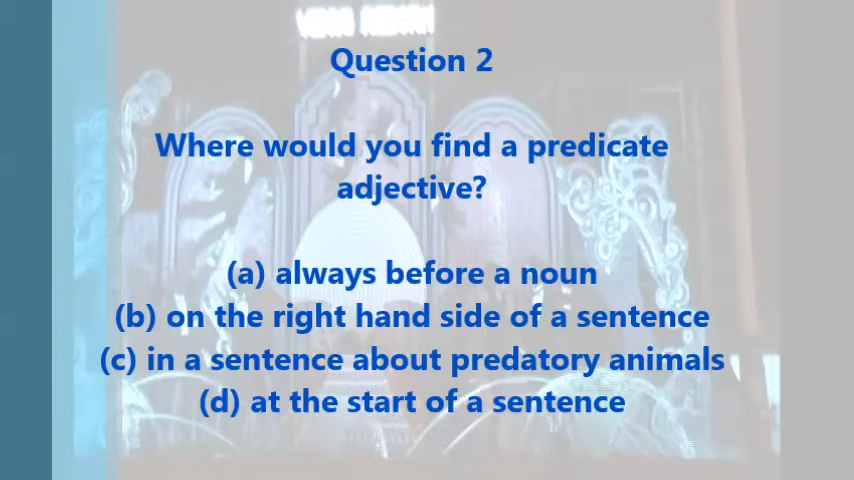 Question 2
Where would you find a predicate
adjective?
(a) always before a noun
(b) on the right hand side of a sentence
(c) in a sentence about predatory animals
(d) at the start of a sentence